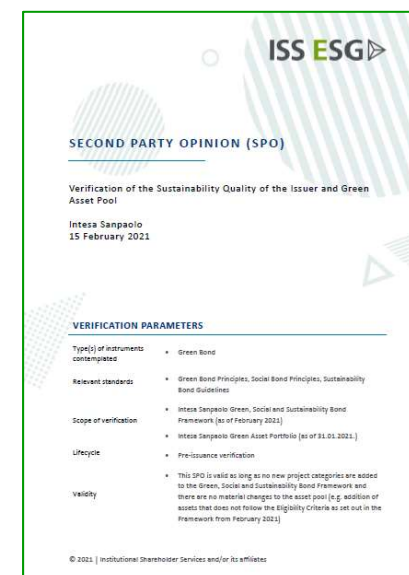 ISS ESG
SECOND PARTY OPINION (SPO)
Verification of the Sustainability Quality of the Issuer and Green
Asset Pool
Intesa Sanpaolo
15 February 2021
VERIFICATION PARAMETERS
Type(s) of instruments
contemplated
• Green Bond
Relevant standards
• Green Bond Principles, Social Bond Principles, Sustainability
Bond Guidelines
Scope of verification
• Intesa Sanpaolo Green, Social and Sustainability Bond
Framework (as of February 2021)
• Intesa Sanpaolo Green Asset Portfolio (as of 31.01.2021.)
Lifecycle
• Pre-issuance verification
Validity
• This SPO is valid as long as no new project categories are added
to the Green, Social and Sustainability Bond Framework and
there are no material changes to the asset pool (e.g. addition of
assets that does not follow the Eligibility Criteria as set out in the
Framework from February 2021)
© 2021 | Institutional Shareholder Services and/or its affiliates